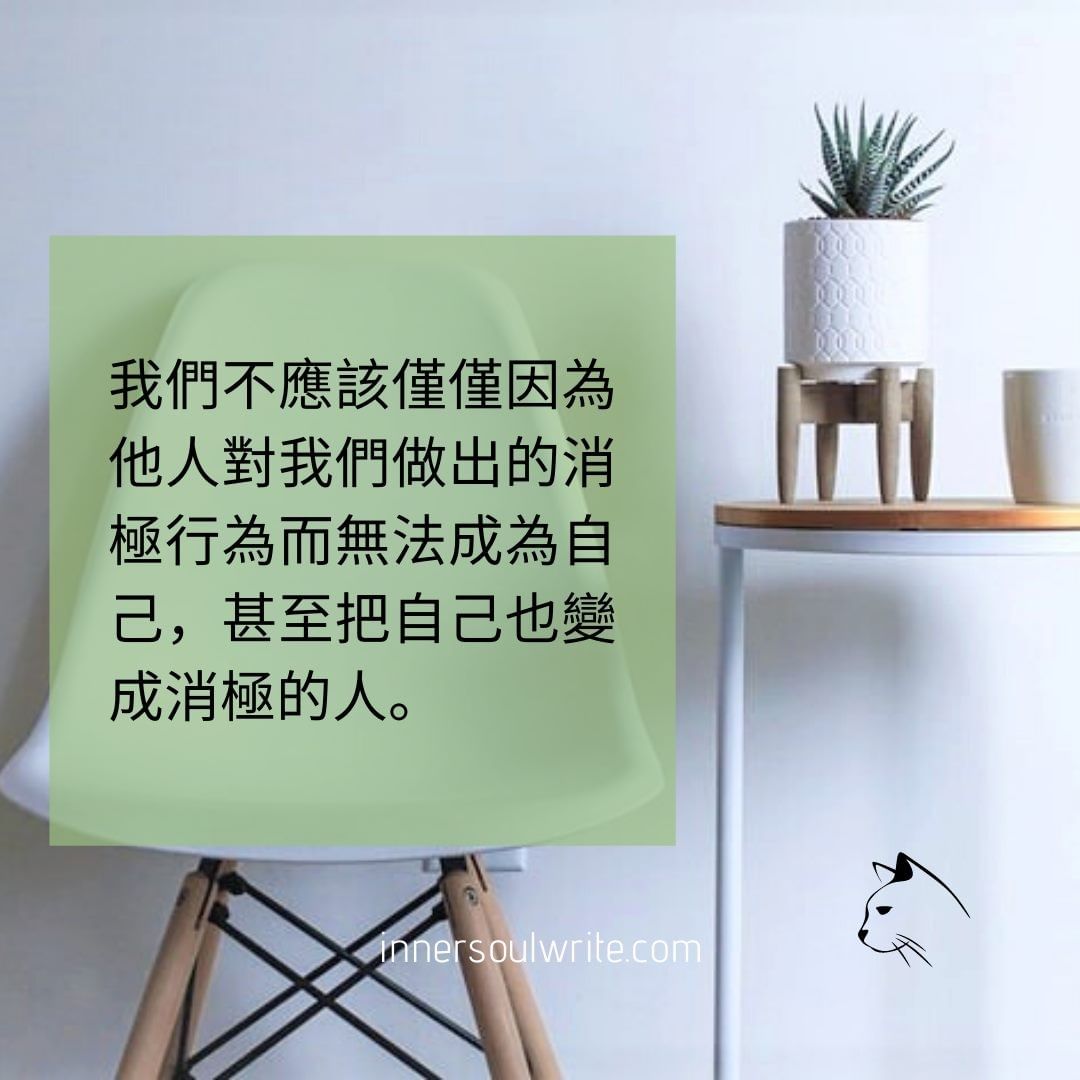 我們不應該僅僅因為
他人對我們做出的消
極行為而無法成為自
己，甚至把自己也變
成消極的人。
innersoulwrite.com